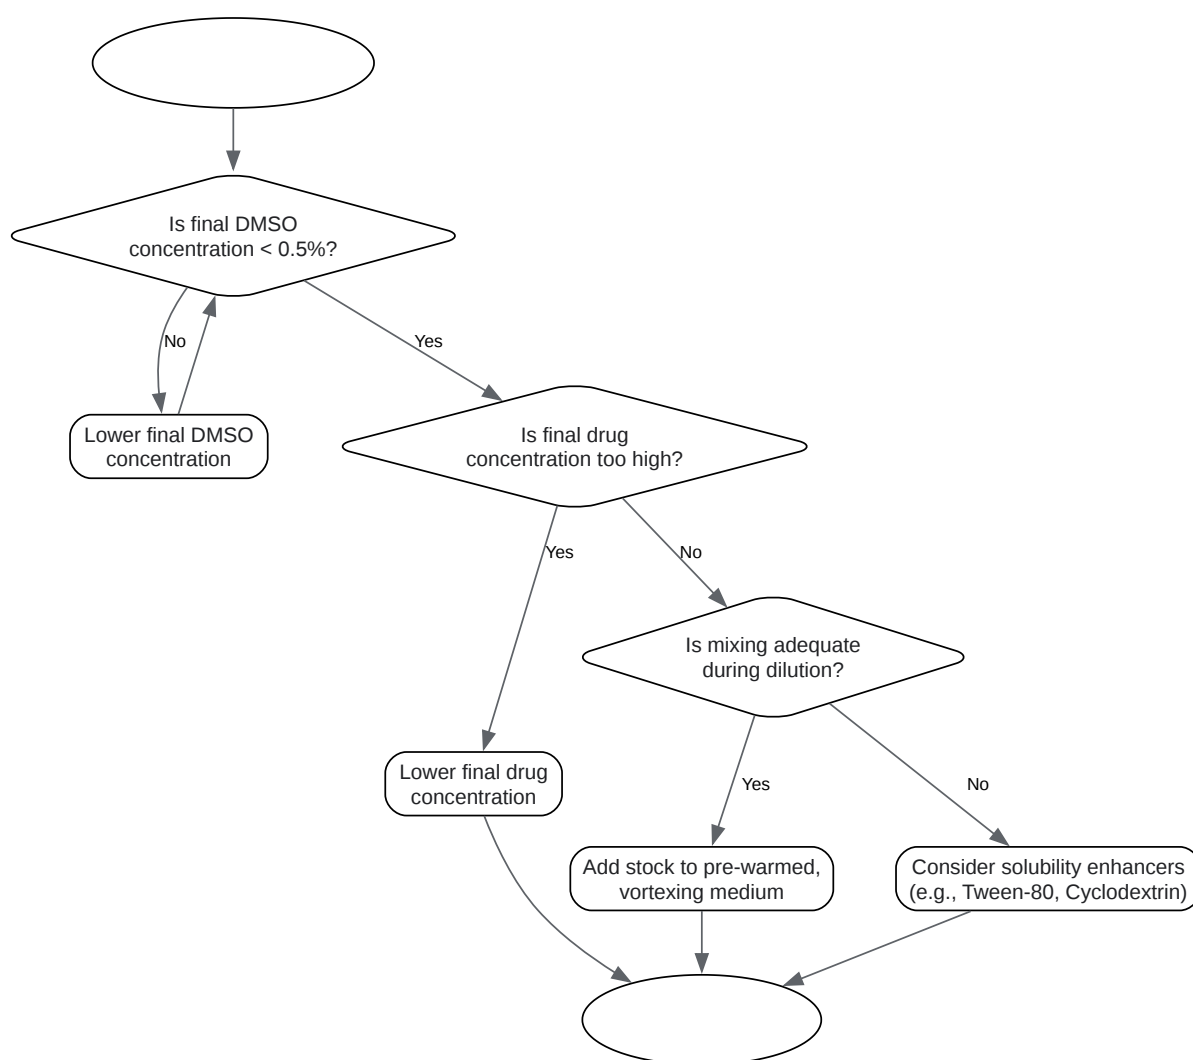 Is final DMSO
concentration < 0.5%?
No
Yes
Lower final DMSO
concentration
Is final drug
concentration too high?
Yes
No
Is mixing adequate
during dilution?
Lower final drug
concentration
Yes
No
Add stock to pre-warmed,
vortexing medium
Consider solubility enhancers
(e.g., Tween-80, Cyclodextrin)